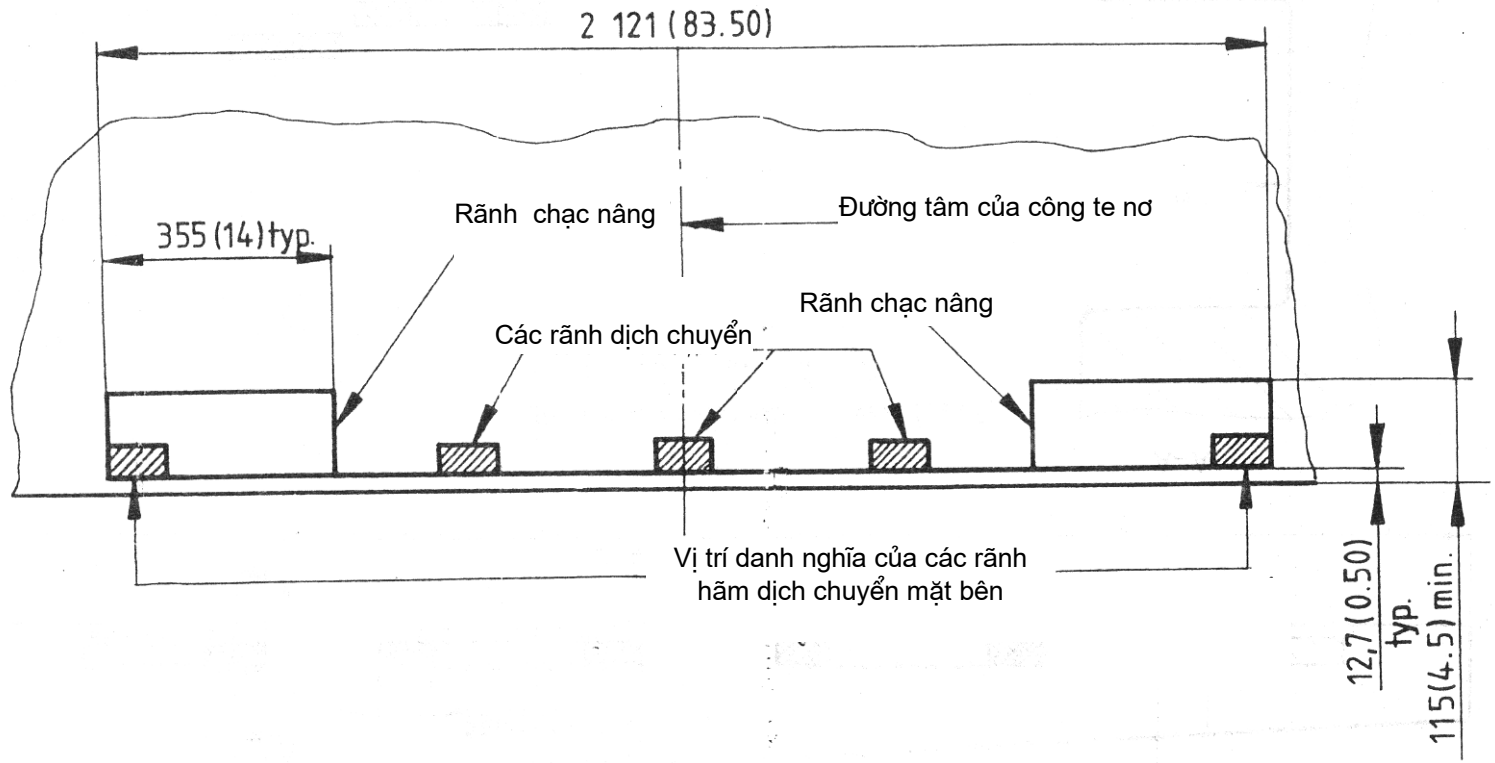 2 121 (83.50)
Rãnh chạc nâng
Đường tâm của công te nơ
355 (14) typ.
Rãnh chạc nâng
Các rãnh dịch chuyển
Vị trí danh nghĩa của các rãnh
hãm dịch chuyển mặt bên
12,7 (0.50)
typ.
115 (4.5) min.